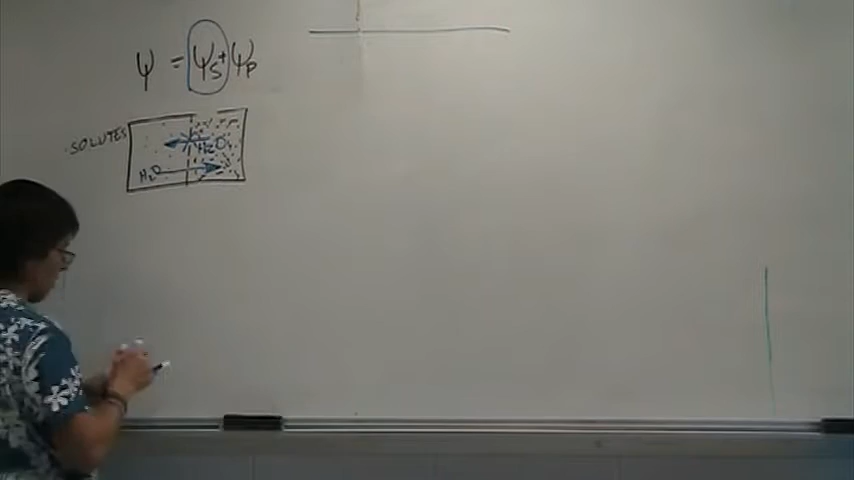 Ψ = Ψs + Ψp
SOLUTES
H₂O
H₂O